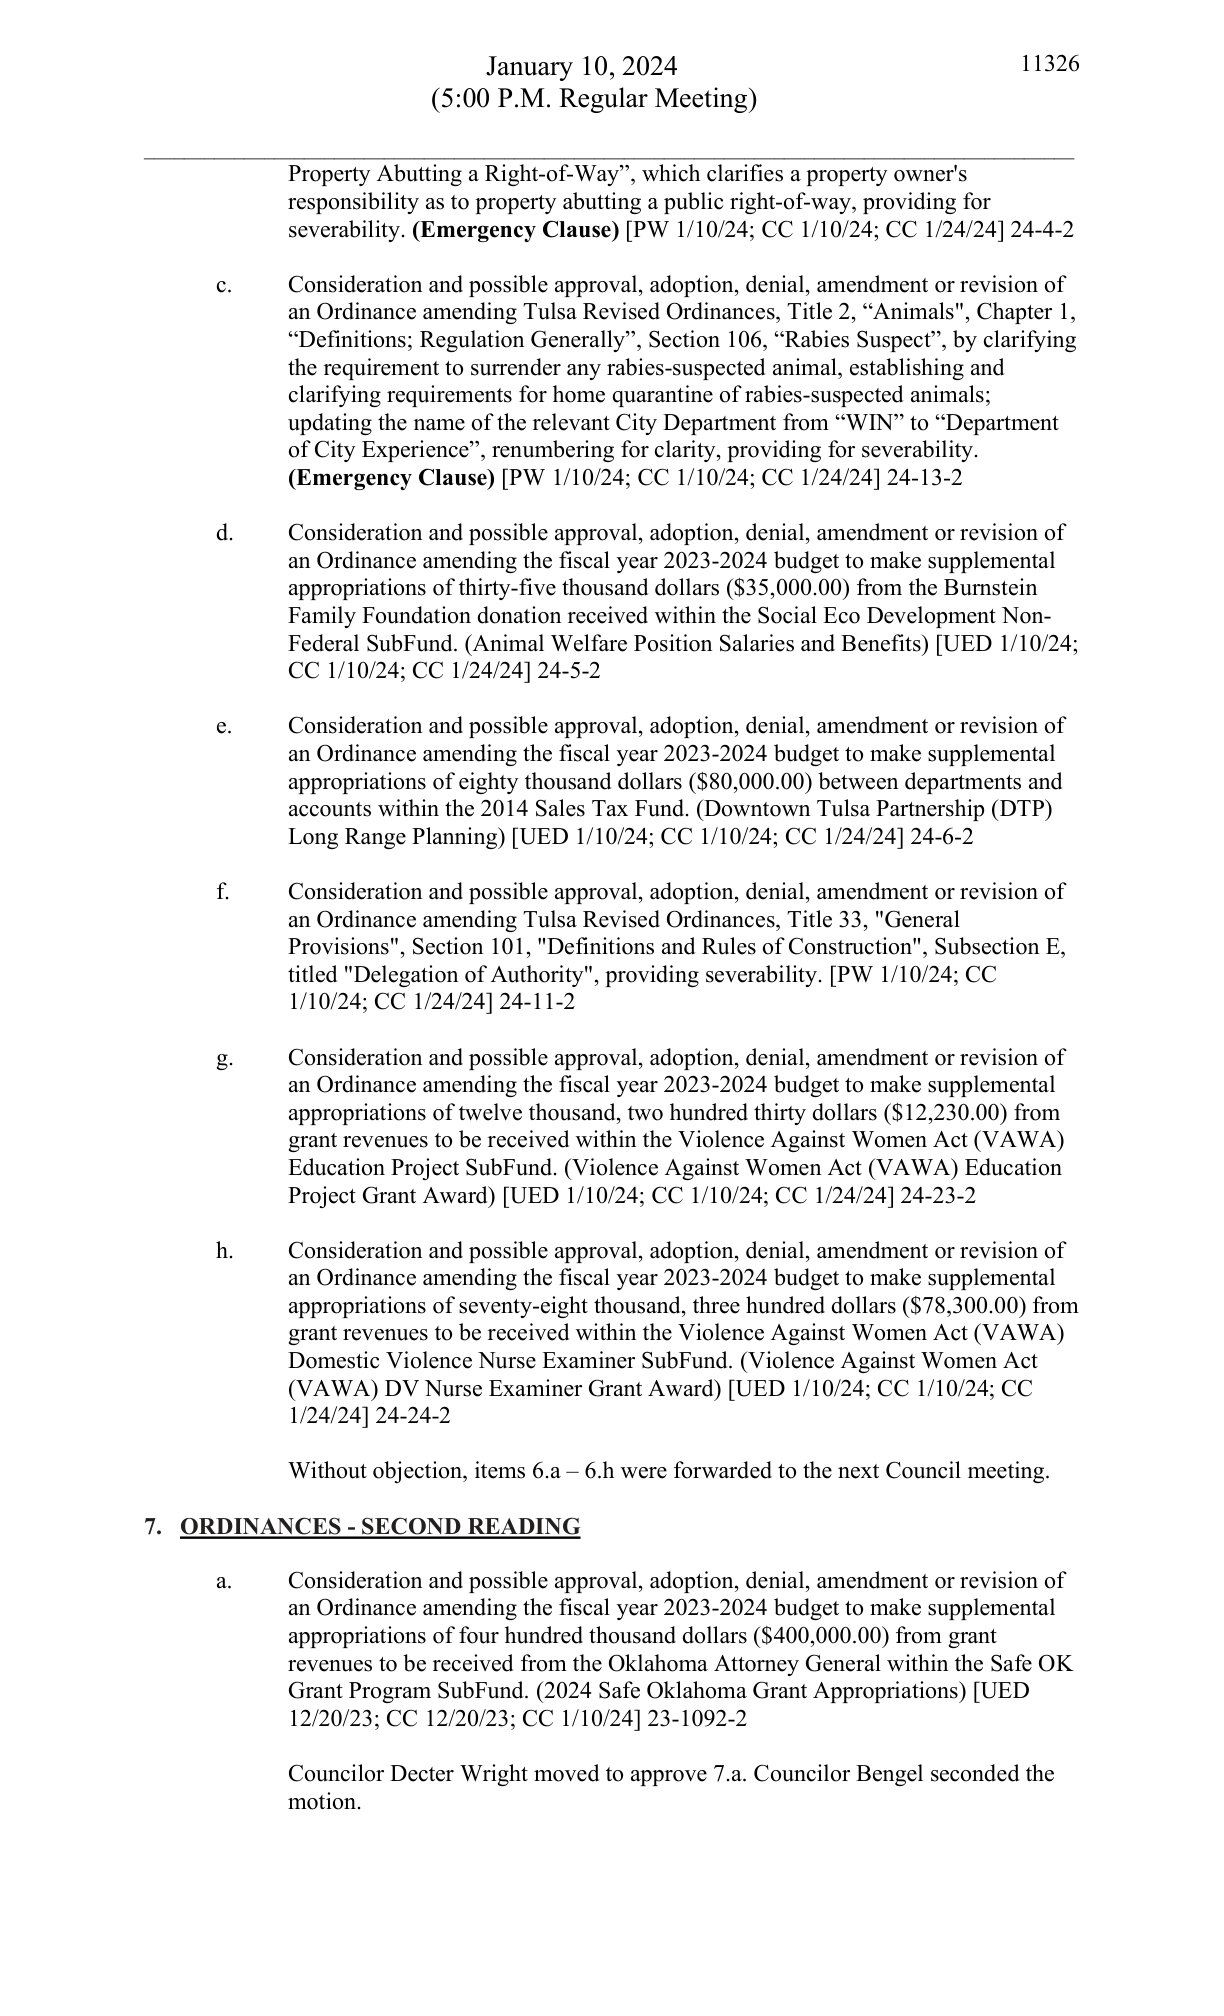 January 10, 2024
11326
(5:00 P.M. Regular Meeting)
Property Abutting a Right-of-Way”, which clarifies a property owner's
responsibility as to property abutting a public right-of-way, providing for
severability. (Emergency Clause) [PW 1/10/24; CC 1/10/24; CC 1/24/24] 24-4-2
c. Consideration and possible approval, adoption, denial, amendment or revision of
an Ordinance amending Tulsa Revised Ordinances, Title 2, “Animals", Chapter 1,
“Definitions; Regulation Generally”, Section 106, “Rabies Suspect”, by clarifying
the requirement to surrender any rabies-suspected animal, establishing and
clarifying requirements for home quarantine of rabies-suspected animals;
updating the name of the relevant City Department from “WIN” to “Department
of City Experience”, renumbering for clarity, providing for severability.
(Emergency Clause) [PW 1/10/24; CC 1/10/24; CC 1/24/24] 24-13-2
d. Consideration and possible approval, adoption, denial, amendment or revision of
an Ordinance amending the fiscal year 2023-2024 budget to make supplemental
appropriations of thirty-five thousand dollars ($35,000.00) from the Burnstein
Family Foundation donation received within the Social Eco Development Non-
Federal SubFund. (Animal Welfare Position Salaries and Benefits) [UED 1/10/24;
CC 1/10/24; CC 1/24/24] 24-5-2
e. Consideration and possible approval, adoption, denial, amendment or revision of
an Ordinance amending the fiscal year 2023-2024 budget to make supplemental
appropriations of eighty thousand dollars ($80,000.00) between departments and
accounts within the 2014 Sales Tax Fund. (Downtown Tulsa Partnership (DTP)
Long Range Planning) [UED 1/10/24; CC 1/10/24; CC 1/24/24] 24-6-2
f. Consideration and possible approval, adoption, denial, amendment or revision of
an Ordinance amending Tulsa Revised Ordinances, Title 33, "General
Provisions", Section 101, "Definitions and Rules of Construction", Subsection E,
titled "Delegation of Authority", providing severability. [PW 1/10/24; CC
1/10/24; CC 1/24/24] 24-11-2
g. Consideration and possible approval, adoption, denial, amendment or revision of
an Ordinance amending the fiscal year 2023-2024 budget to make supplemental
appropriations of twelve thousand, two hundred thirty dollars ($12,230.00) from
grant revenues to be received within the Violence Against Women Act (VAWA)
Education Project SubFund. (Violence Against Women Act (VAWA) Education
Project Grant Award) [UED 1/10/24; CC 1/10/24; CC 1/24/24] 24-23-2
h. Consideration and possible approval, adoption, denial, amendment or revision of
an Ordinance amending the fiscal year 2023-2024 budget to make supplemental
appropriations of seventy-eight thousand, three hundred dollars ($78,300.00) from
grant revenues to be received within the Violence Against Women Act (VAWA)
Domestic Violence Nurse Examiner SubFund. (Violence Against Women Act
(VAWA) DV Nurse Examiner Grant Award) [UED 1/10/24; CC 1/10/24; CC
1/24/24] 24-24-2
Without objection, items 6.a – 6.h were forwarded to the next Council meeting.
7. ORDINANCES - SECOND READING
a. Consideration and possible approval, adoption, denial, amendment or revision of
an Ordinance amending the fiscal year 2023-2024 budget to make supplemental
appropriations of four hundred thousand dollars ($400,000.00) from grant
revenues to be received from the Oklahoma Attorney General within the Safe OK
Grant Program SubFund. (2024 Safe Oklahoma Grant Appropriations) [UED
12/20/23; CC 12/20/23; CC 1/10/24] 23-1092-2
Councilor Decter Wright moved to approve 7.a. Councilor Bengel seconded the
motion.